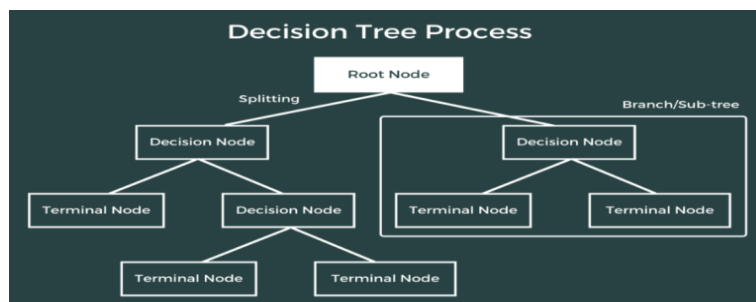 Decision Tree Process
Root Node
Splitting
Branch/Sub-tree
Decision Node
Decision Node
Terminal Node
Decision Node
Terminal Node
Terminal Node
Terminal Node
Terminal Node